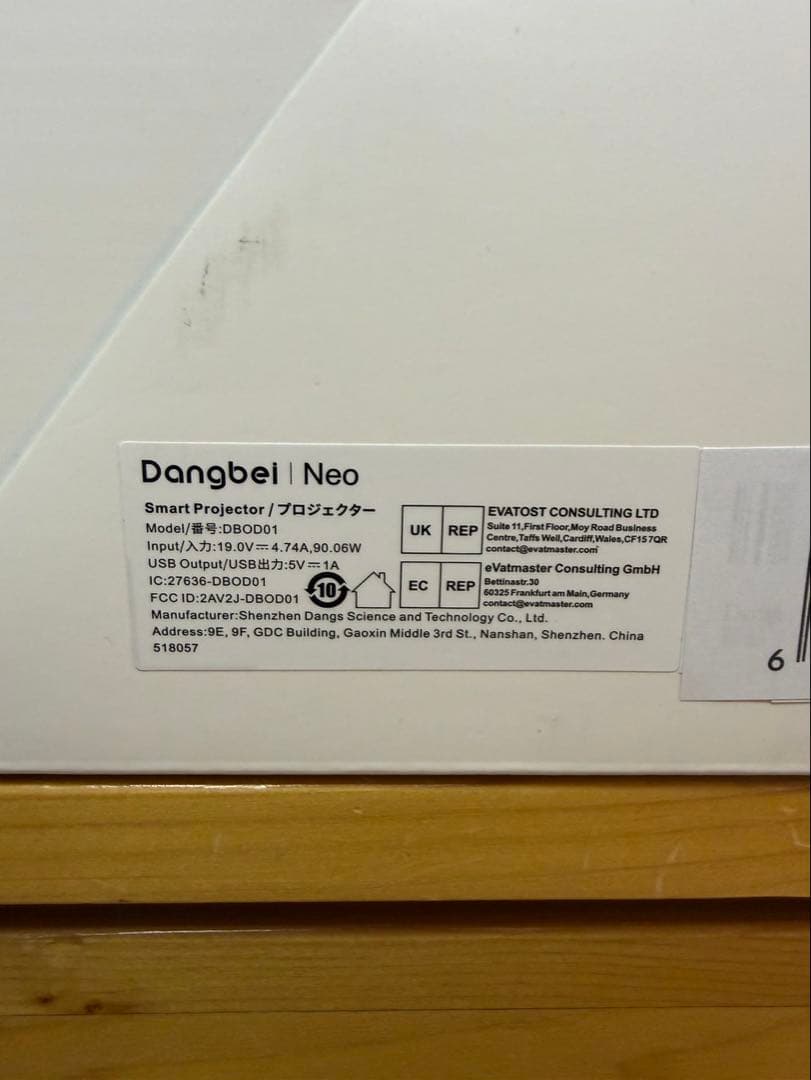 Dangbei | Neo
Smart Projector / プロジェクター
Model/番号:DBOD01
Input/入力:19.0V⎓4.74A,90.06W
USB Output/USB出力:5V⎓1A
IC:27636-DBOD01
FCC ID:2AV2J-DBOD01
10
UK REP
EVATOST CONSULTING LTD
Suite 11,First Floor,Moy Road Business
Centre,Taffs Well,Cardiff,Wales,CF157QR
contact@evatmaster.com
EC REP
eVatmaster Consulting GmbH
Bettinastr.30
60325 Frankfurt am Main,Germany
contact@evatmaster.com
Manufacturer:Shenzhen Dangs Science and Technology Co., Ltd.
Address:9E, 9F, GDC Building, Gaoxin Middle 3rd St., Nanshan, Shenzhen. China
518057
6